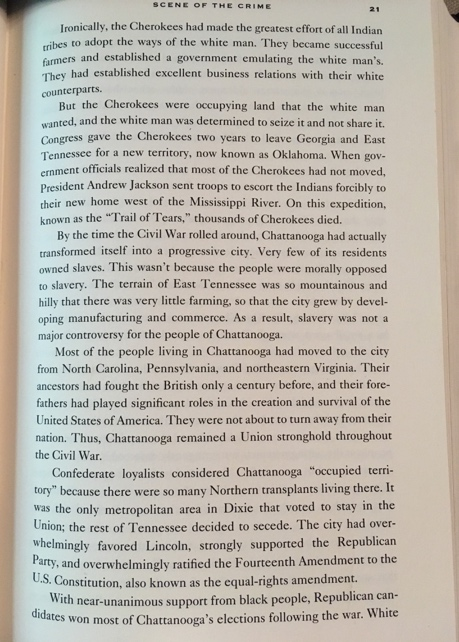 SCENE OF THE CRIME 21
Ironically, the Cherokees had made the greatest effort of all Indian
tribes to adopt the ways of the white man. They became successful
farmers and established a government emulating the white man's.
They had established excellent business relations with their white
counterparts.
But the Cherokees were occupying land that the white man
wanted, and the white man was determined to seize it and not share it.
Congress gave the Cherokees two years to leave Georgia and East
Tennessee for a new territory, now known as Oklahoma. When gov-
ernment officials realized that most of the Cherokees had not moved,
President Andrew Jackson sent troops to escort the Indians forcibly to
their new home west of the Mississippi River. On this expedition,
known as the “Trail of Tears,” thousands of Cherokees died.
By the time the Civil War rolled around, Chattanooga had actually
transformed itself into a progressive city. Very few of its residents
owned slaves. This wasn't because the people were morally opposed
to slavery. The terrain of East Tennessee was so mountainous and
hilly that there was very little farming, so that the city grew by devel-
oping manufacturing and commerce. As a result, slavery was not a
major controversy for the people of Chattanooga.
Most of the people living in Chattanooga had moved to the city
from North Carolina, Pennsylvania, and northeastern Virginia. Their
ancestors had fought the British only a century before, and their fore-
fathers had played significant roles in the creation and survival of the
United States of America. They were not about to turn away from their
nation. Thus, Chattanooga remained a Union stronghold throughout
the Civil War.
Confederate loyalists considered Chattanooga “occupied terri-
tory” because there were so many Northern transplants living there. It
was the only metropolitan area in Dixie that voted to stay in the
Union; the rest of Tennessee decided to secede. The city had over-
whelmingly favored Lincoln, strongly supported the Republican
Party, and overwhelmingly ratified the Fourteenth Amendment to the
U.S. Constitution, also known as the equal-rights amendment.
With near-unanimous support from black people, Republican can-
didates won most of Chattanooga's elections following the war. White